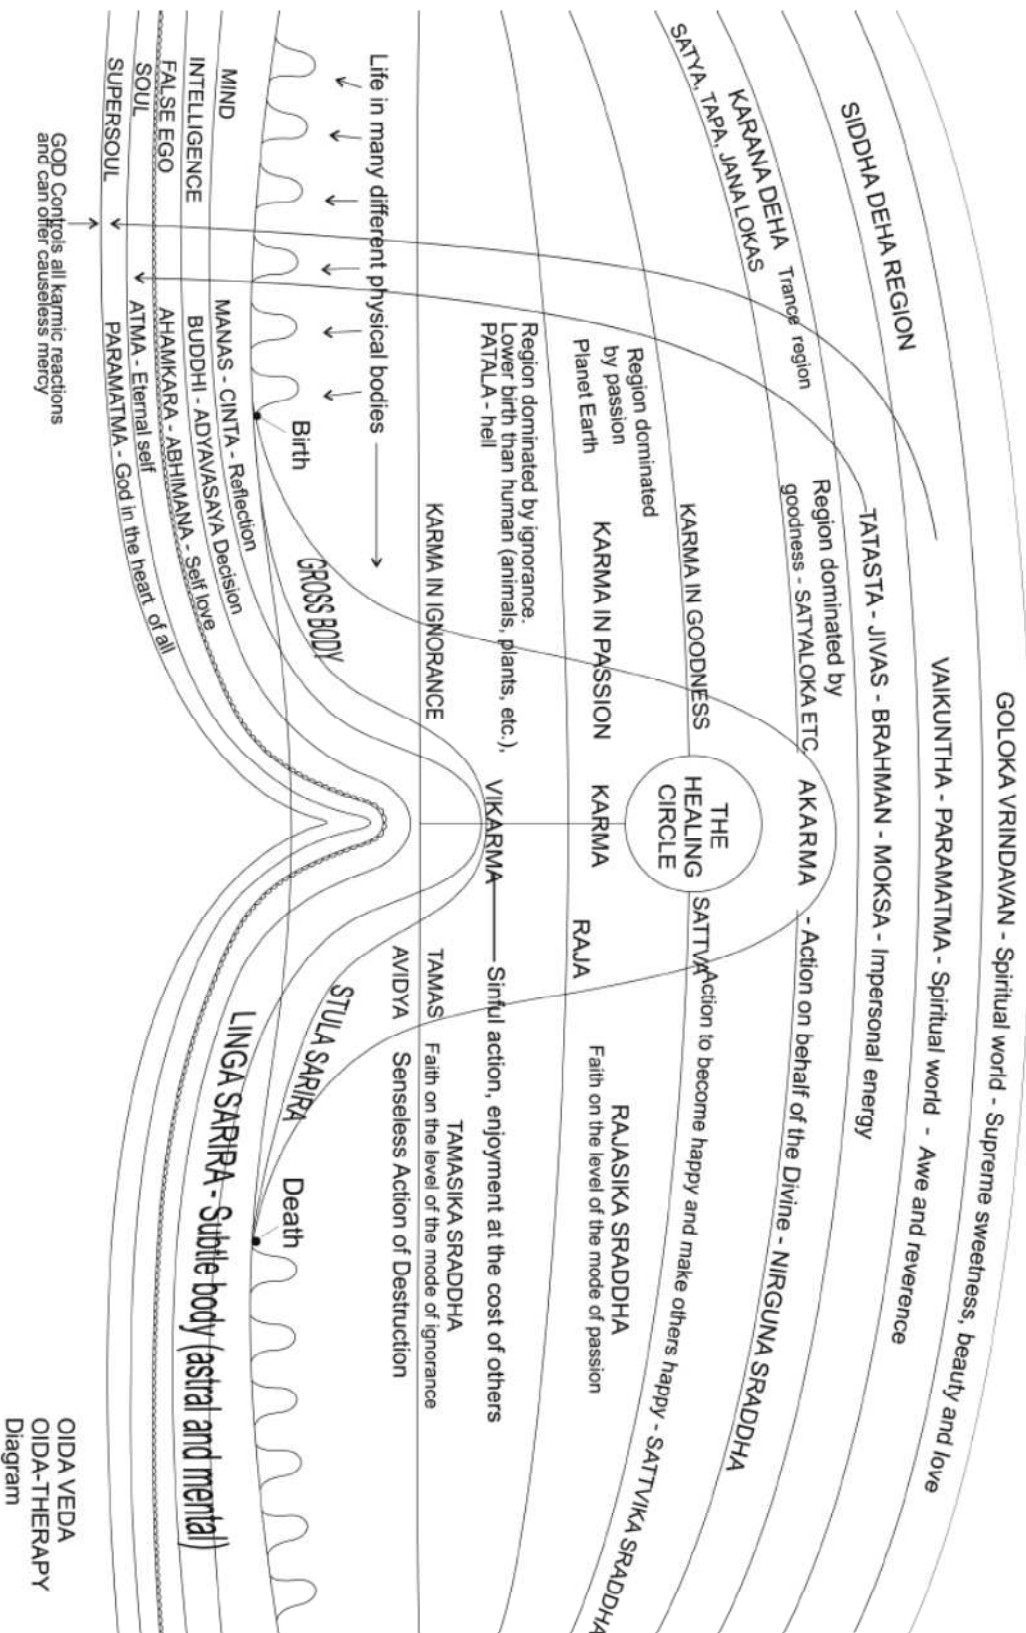 GOLOKA VRINDAVAN - Spiritual world - Supreme sweetness, beauty and love
VAIKUNTHA - PARAMATMA - Spiritual world - Awe and reverence
TATASTA - JIVAS - BRAHMAN - MOKSA - Impersonal energy
SIDDHA DEHA REGION
KARANA DEHA Trance region
SATYA, TAPA, JANA LOKAS
Region dominated by
goodness - SATYALOKA ETC.
AKARMA - Action on behalf of the Divine - NIRGUNA SRADDHA
KARMA IN GOODNESS
THE
HEALING
CIRCLE
SATTVA
Action to become happy and make others happy - SATTVIKA SRADDHA
Region dominated
by passion
Planet Earth
KARMA IN PASSION
KARMA
RAJA
RAJASIKA SRADDHA
Faith on the level of the mode of passion
Region dominated by ignorance.
Lower birth than human (animals, plants, etc.),
PATALA - hell
VIKARMA
Sinful action, enjoyment at the cost of others
KARMA IN IGNORANCE
TAMASIKA SRADDHA
TAMAS Faith on the level of the mode of ignorance
AVIDYA Senseless Action of Destruction
Life in many different physical bodies
Birth
GROSS BODY
STULA SARIRA
Death
LINGA SARIRA - Subtle body (astral and mental)
MIND MANAS - CINTA - Reflection
INTELLIGENCE BUDDHI - ADYAVASAYA Decision
FALSE EGO AHAMKARA - ABHIMANA - Self love
SOUL ATMA - Eternal self
SUPERSOUL PARAMATMA - God in the heart of all
GOD Controls all karmic reactions
and can offer causeless mercy
OIDA VEDA
OIDA-THERAPY
Diagram